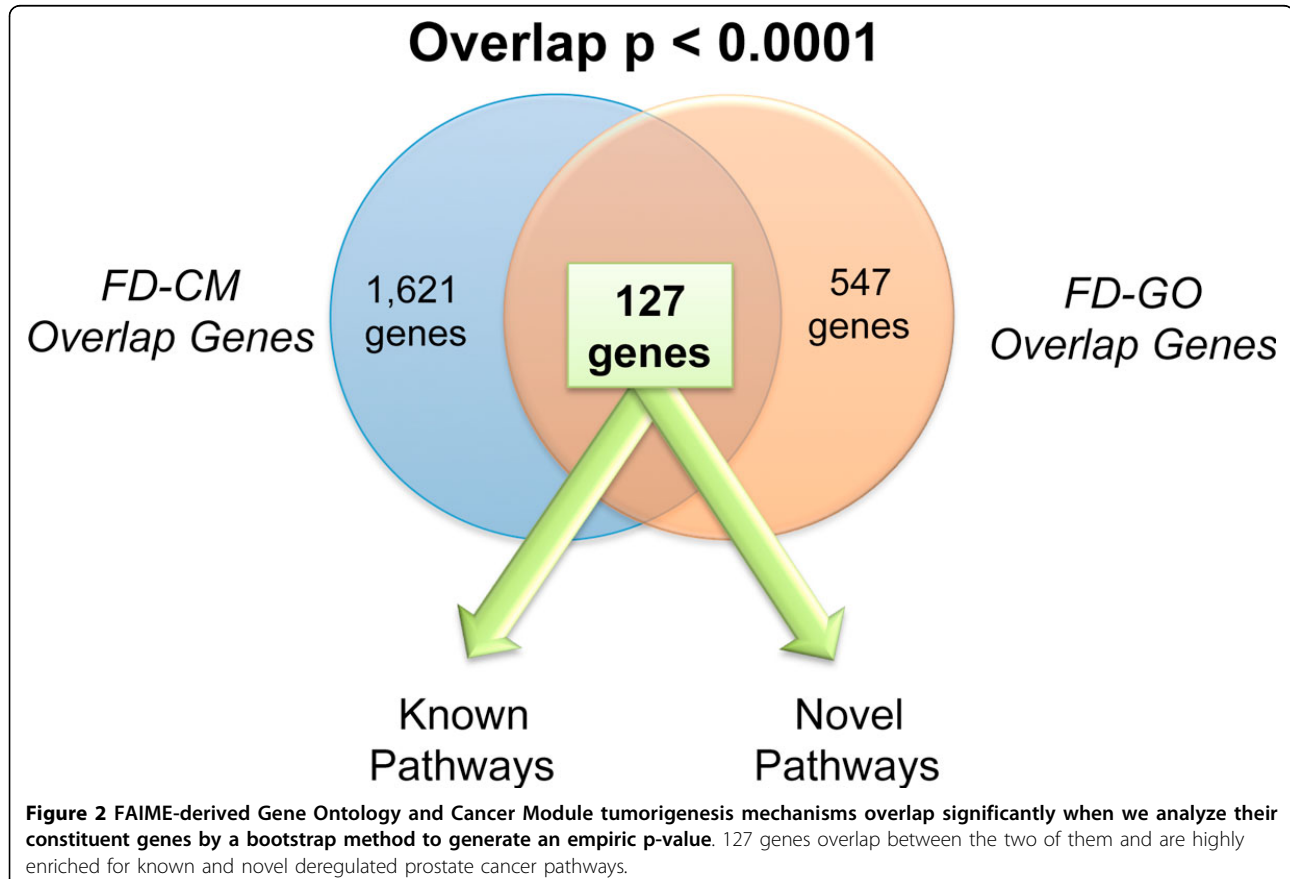 Overlap p < 0.0001
FD-CM
Overlap Genes
1,621
genes
127
genes
547
genes
FD-GO
Overlap Genes
Known
Pathways
Novel
Pathways
Figure 2 FAIME-derived Gene Ontology and Cancer Module tumorigenesis mechanisms overlap significantly when we analyze their
constituent genes by a bootstrap method to generate an empiric p-value. 127 genes overlap between the two of them and are highly
enriched for known and novel deregulated prostate cancer pathways.